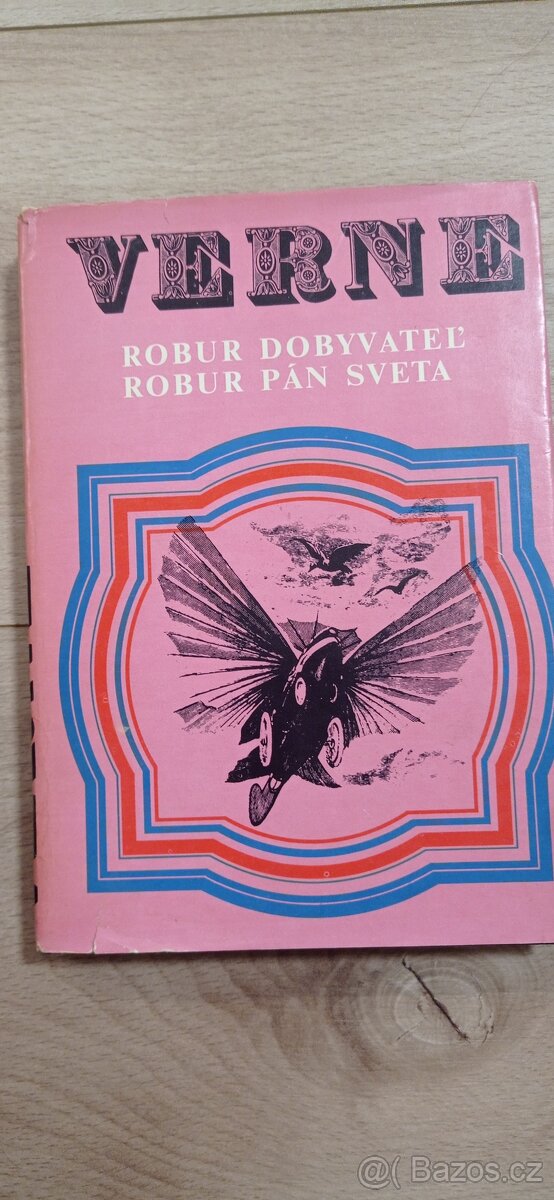 VERNE
ROBUR DOBYVATEĽ
ROBUR PÁN SVETA
@ Bazos.cz